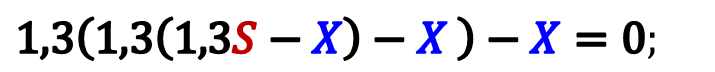 1,3(1,3(1,3S – X) – X ) – X = 0;